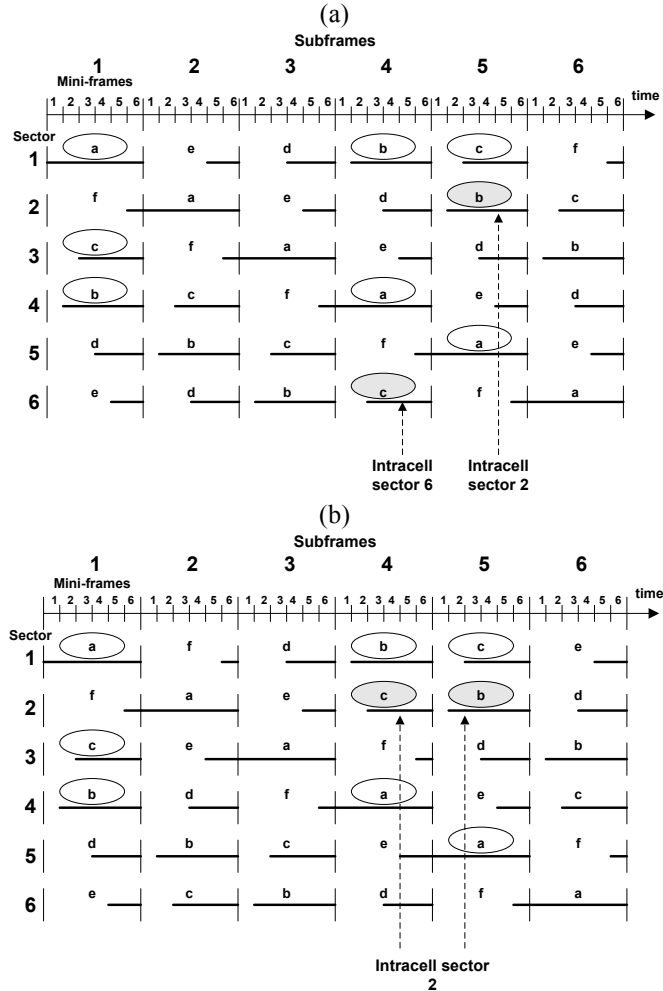 (a)
Subframes
1 2 3 4 5 6
Mini-frames
1 2 3 4 5 6 1 2 3 4 5 6 1 2 3 4 5 6 1 2 3 4 5 6 1 2 3 4 5 6 1 2 3 4 5 6 time
Sector
1 a e d b c f
2 f a e d b c
3 c f a e d b
4 b c f a e d
5 d b c f a e
6 e d b c f a
Intracell sector 6
Intracell sector 2
(b)
Subframes
1 2 3 4 5 6
Mini-frames
1 2 3 4 5 6 1 2 3 4 5 6 1 2 3 4 5 6 1 2 3 4 5 6 1 2 3 4 5 6 1 2 3 4 5 6 time
Sector
1 a f d b c e
2 f a e c b d
3 c e a f d b
4 b d f a e c
5 d b c e a f
6 e c b d f a
Intracell sector
2